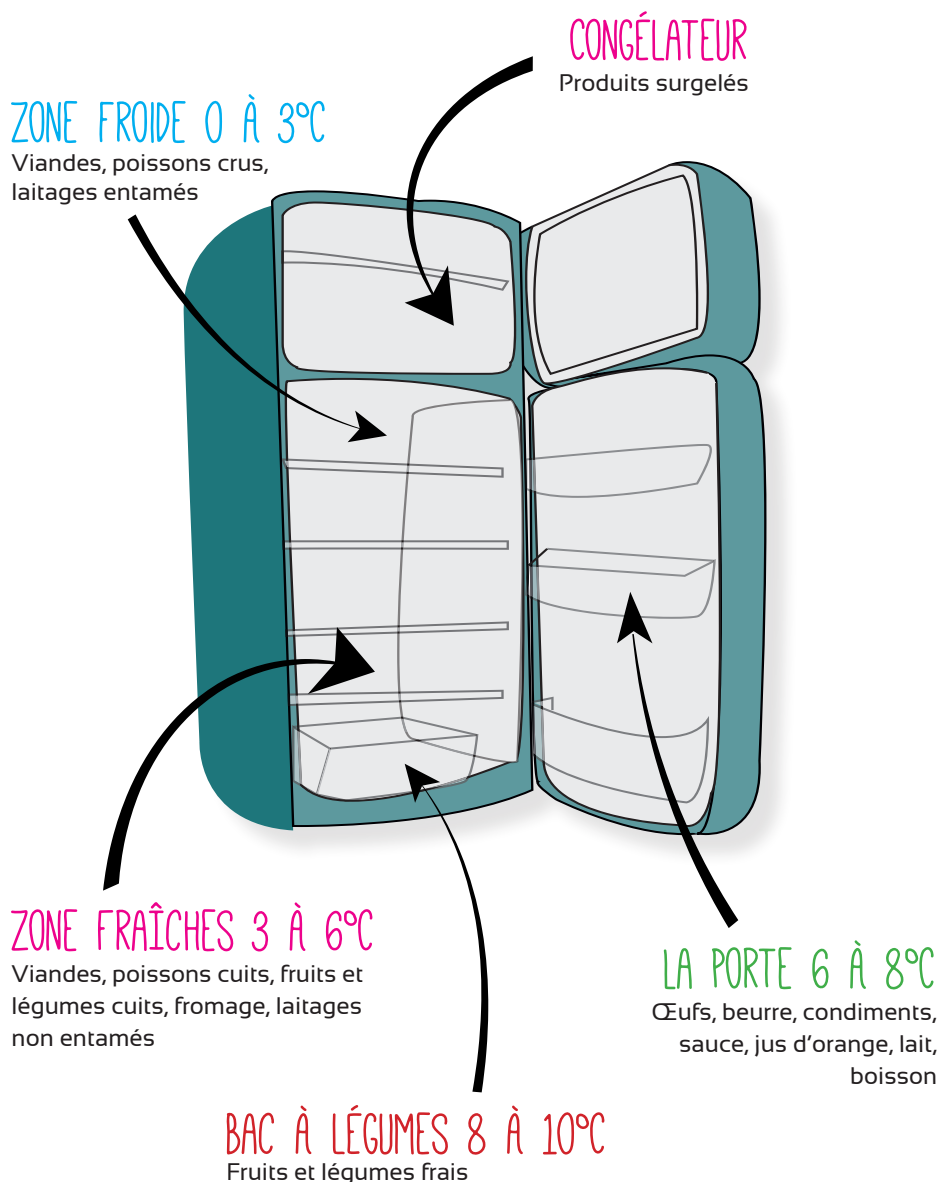 CONGÉLATEUR
Produits surgelés
ZONE FROIDE 0 À 3°C
Viandes, poissons crus,
laitages entamés
ZONE FRAÎCHES 3 À 6°C
Viandes, poissons cuits, fruits et
légumes cuits, fromage, laitages
non entamés
LA PORTE 6 À 8°C
Œufs, beurre, condiments,
sauce, jus d'orange, lait,
boisson
BAC À LÉGUMES 8 À 10°C
Fruits et légumes frais